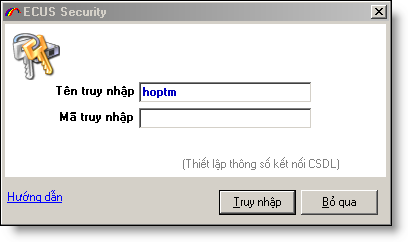 ECUS Security
Tên truy nhập hoptm
Mã truy nhập
(Thiết lập thông số kết nối CSDL)
Hướng dẫn Truy nhập Bỏ qua